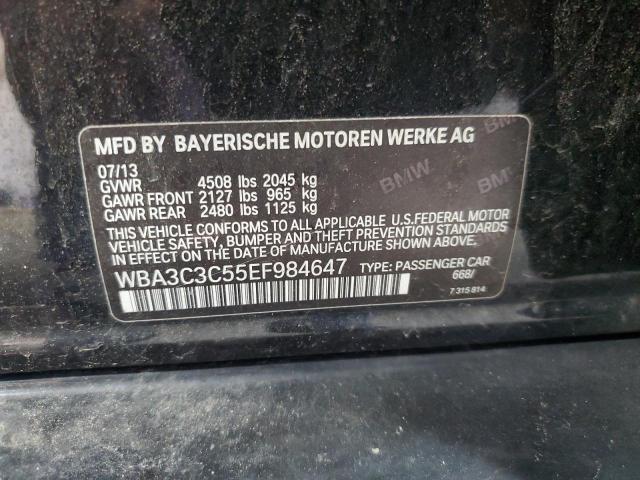 MFD BY BAYERISCHE MOTOREN WERKE AG
07/13
GVWR 4508 lbs 2045 kg
GAWR FRONT 2127 lbs 965 kg
GAWR REAR 2480 lbs 1125 kg
THIS VEHICLE CONFORMS TO ALL APPLICABLE U.S.FEDERAL MOTOR
VEHICLE SAFETY, BUMPER, AND THEFT PREVENTION STANDARDS
IN EFFECT ON THE DATE OF MANUFACTURE SHOWN ABOVE.
WBA3C3C55EF984647 TYPE: PASSENGER CAR
668/
7 315 814
BMW
BMW
BM